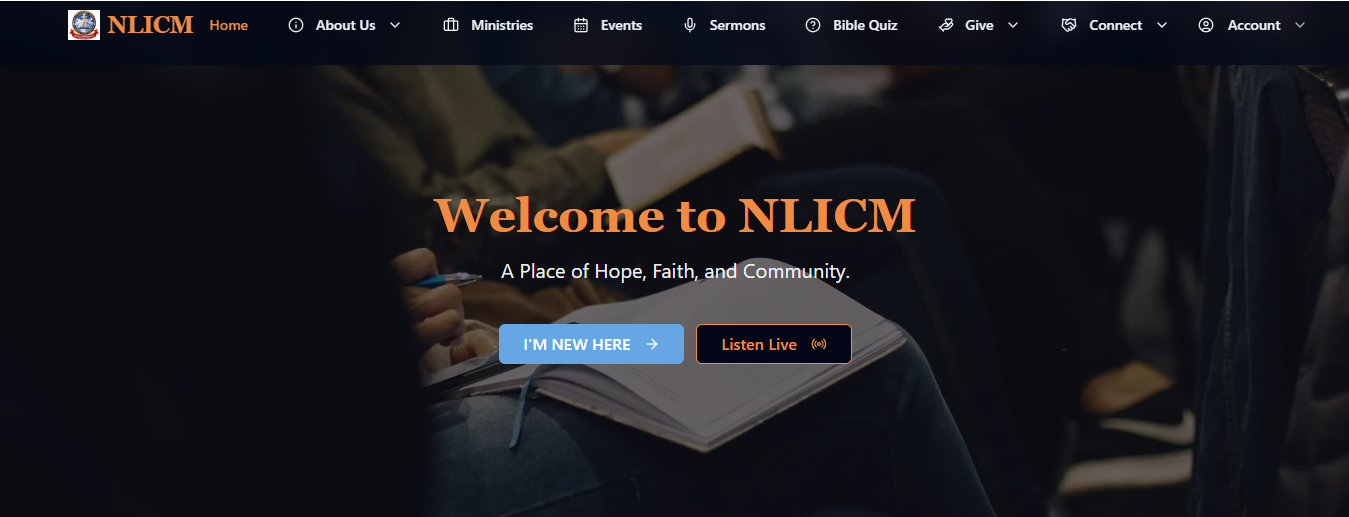 NLICM Home About Us Ministries Events Sermons Bible Quiz Give Connect Account
Welcome to NLICM
A Place of Hope, Faith, and Community.
I'M NEW HERE
Listen Live